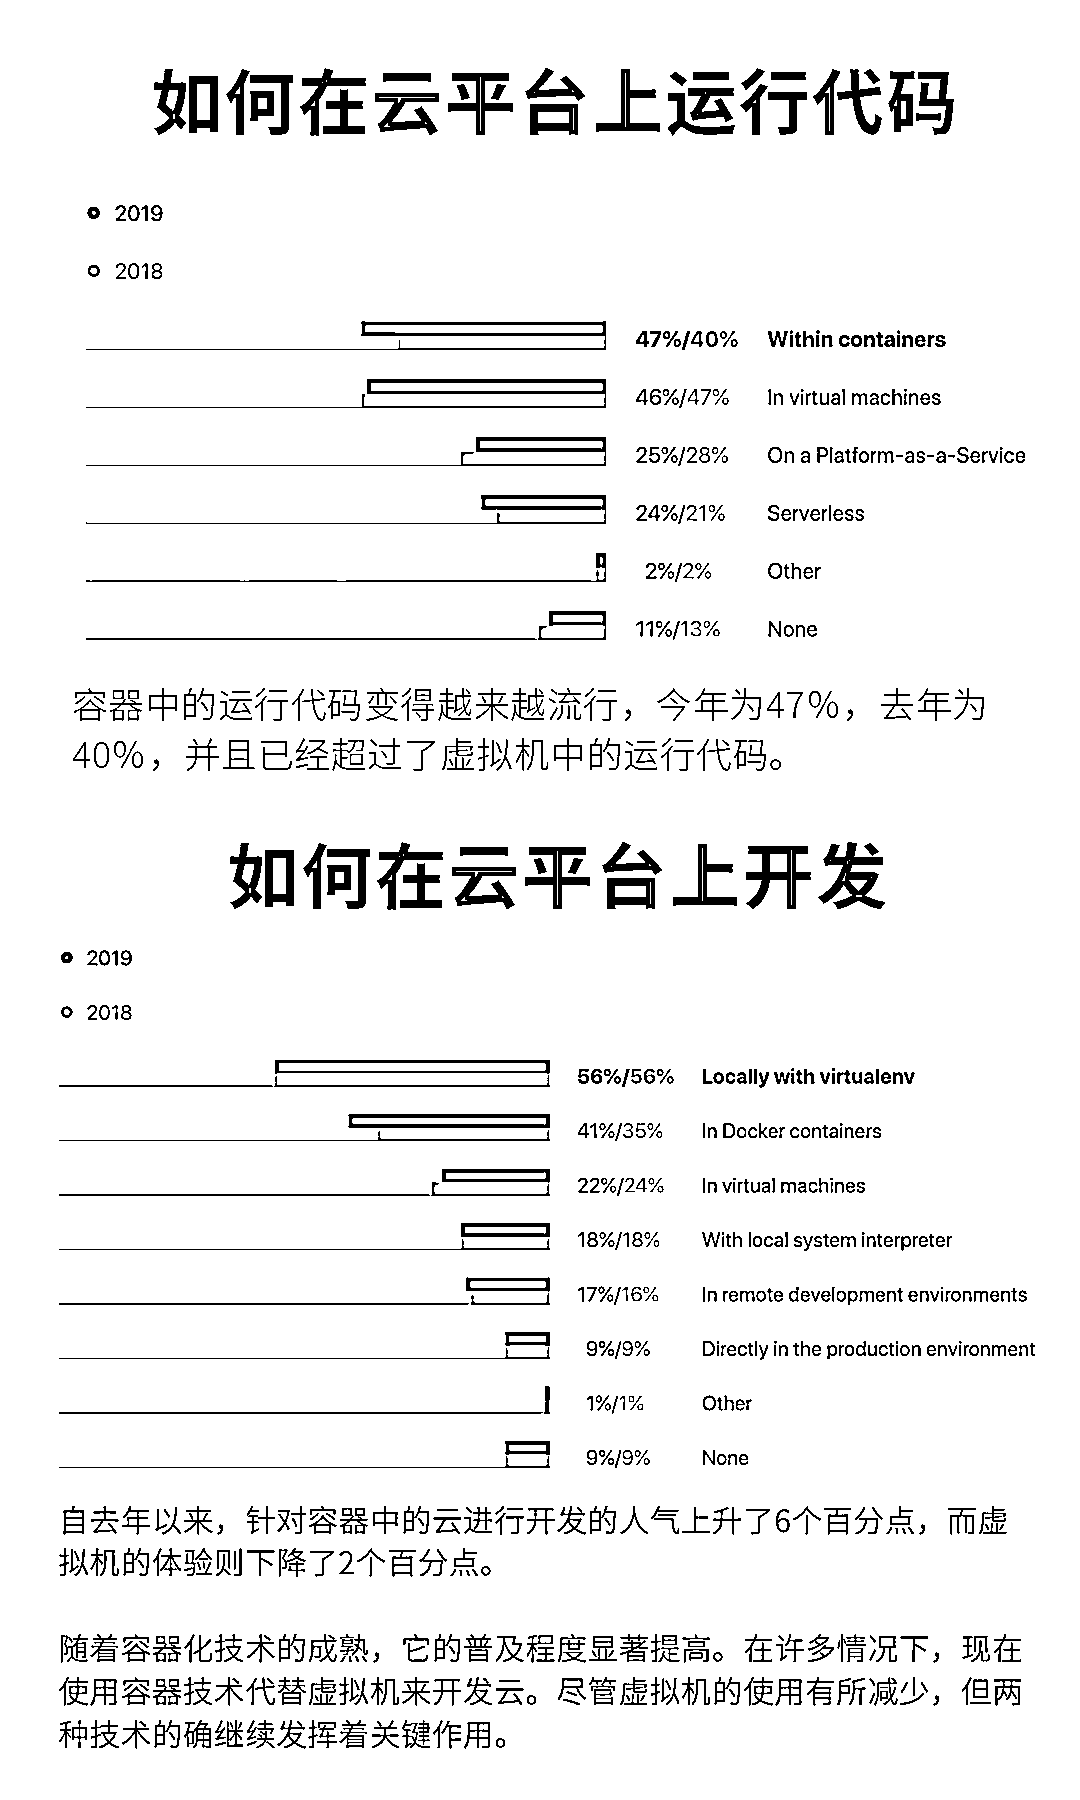 如何在云平台上运行代码
2019
2018
47%/40% Within containers
46%/47% In virtual machines
25%/28% On a Platform-as-a-Service
24%/21% Serverless
2%/2% Other
11%/13% None
容器中的运行代码变得越来越流行，今年为47%，去年为
40%，并且已经超过了虚拟机中的运行代码。
如何在云平台上开发
2019
2018
56%/56% Locally with virtualenv
41%/35% In Docker containers
22%/24% In virtual machines
18%/18% With local system interpreter
17%/16% In remote development environments
9%/9% Directly in the production environment
1%/1% Other
9%/9% None
自去年以来，针对容器中的云进行开发的人气上升了6个百分点，而虚
拟机的体验则下降了2个百分点。
随着容器化技术的成熟，它的普及程度显著提高。在许多情况下，现在
使用容器技术代替虚拟机来开发云。尽管虚拟机的使用有所减少，但两
种技术的确继续发挥着关键作用。